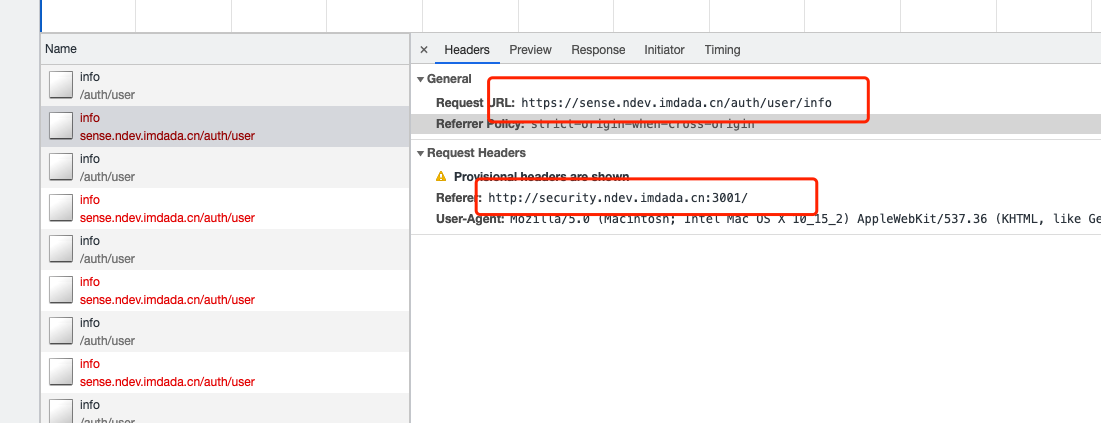 Name
× Headers Preview Response Initiator Timing
info
/auth/user
info
sense.ndev.imdada.cn/auth/user
info
/auth/user
info
sense.ndev.imdada.cn/auth/user
info
/auth/user
info
sense.ndev.imdada.cn/auth/user
info
/auth/user
info
sense.ndev.imdada.cn/auth/user
info
/auth/user
General
Request URL: https://sense.ndev.imdada.cn/auth/user/info
Referrer Policy: strict-origin-when-cross-origin
Request Headers
Provisional headers are shown
Referer: http://security.ndev.imdada.cn:3001/
User-Agent: Mozilla/5.0 (Macintosh; Intel Mac OS X 10_15_2) AppleWebKit/537.36 (KHTML, like Ge